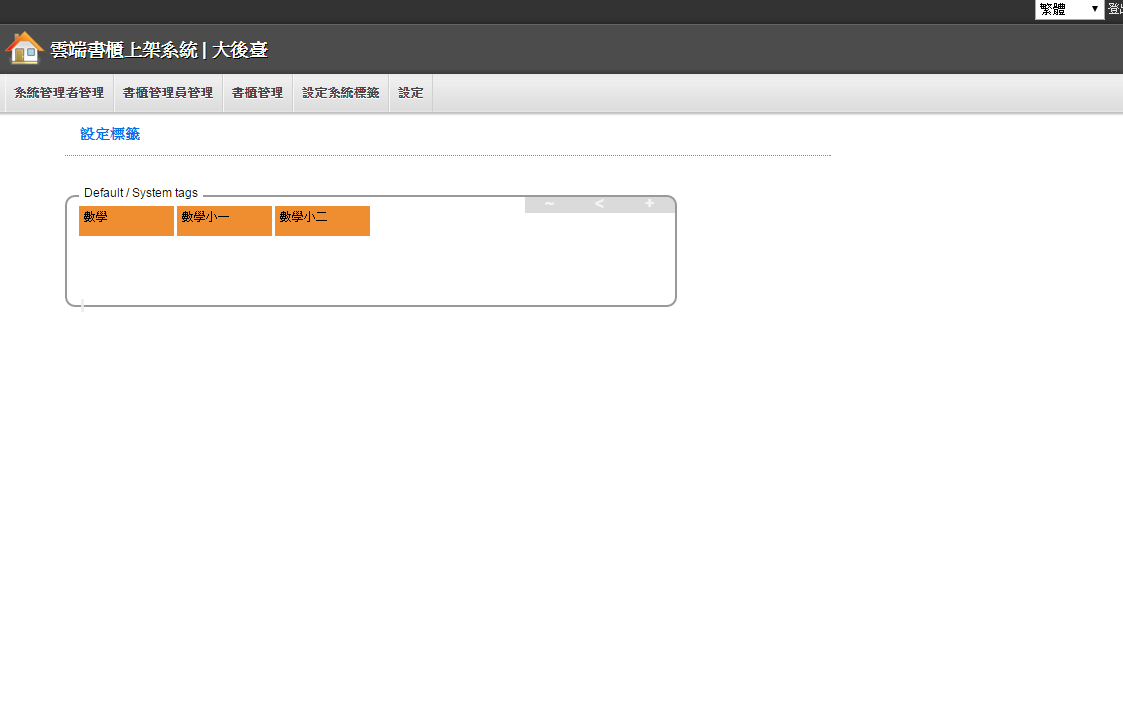 繁體 登出
雲端書櫃上架系統 | 大後臺
系統管理者管理 書櫃管理員管理 書櫃管理 設定系統標籤 設定
設定標籤
Default / System tags
~ < +
數學 數學小一 數學小二